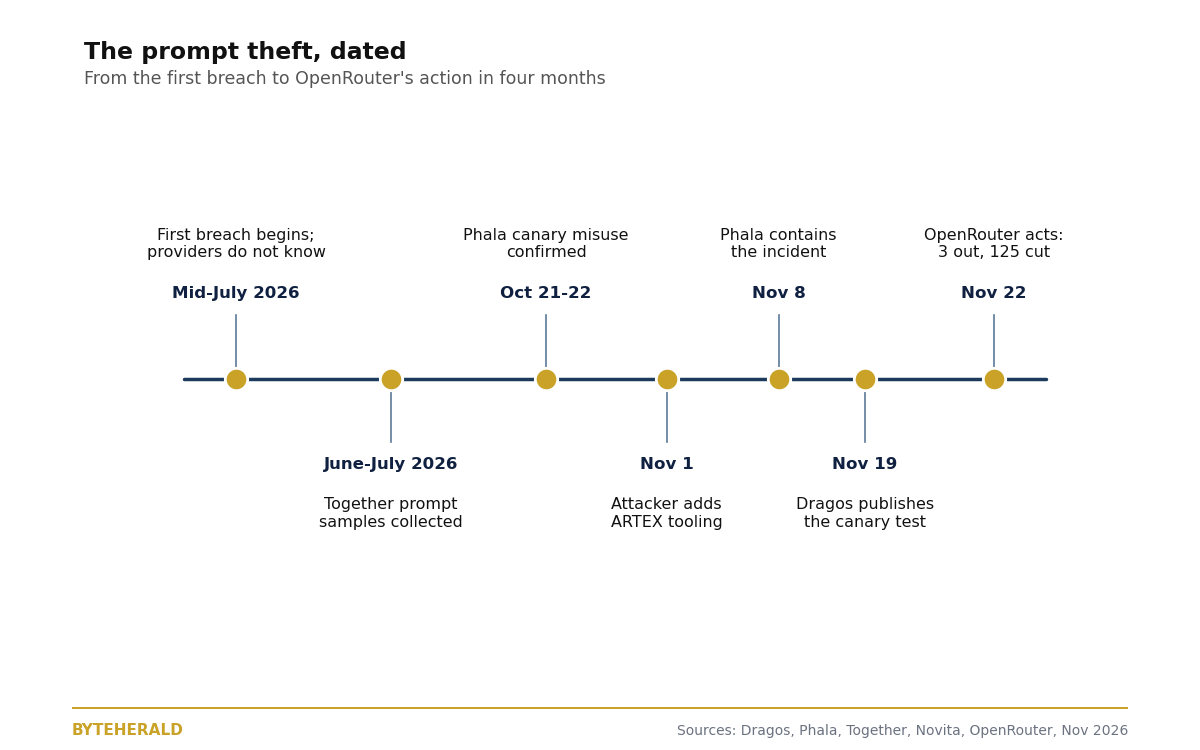 The prompt theft, dated
From the first breach to OpenRouter's action in four months
First breach begins;
providers do not know
Mid-July 2026
Phala canary misuse
confirmed
Oct 21-22
Phala contains
the incident
Nov 8
OpenRouter acts:
3 out, 125 cut
Nov 22
June-July 2026
Together prompt
samples collected
Nov 1
Attacker adds
ARTEX tooling
Nov 19
Dragos publishes
the canary test
BYTEHERALD
Sources: Dragos, Phala, Together, Novita, OpenRouter, Nov 2026